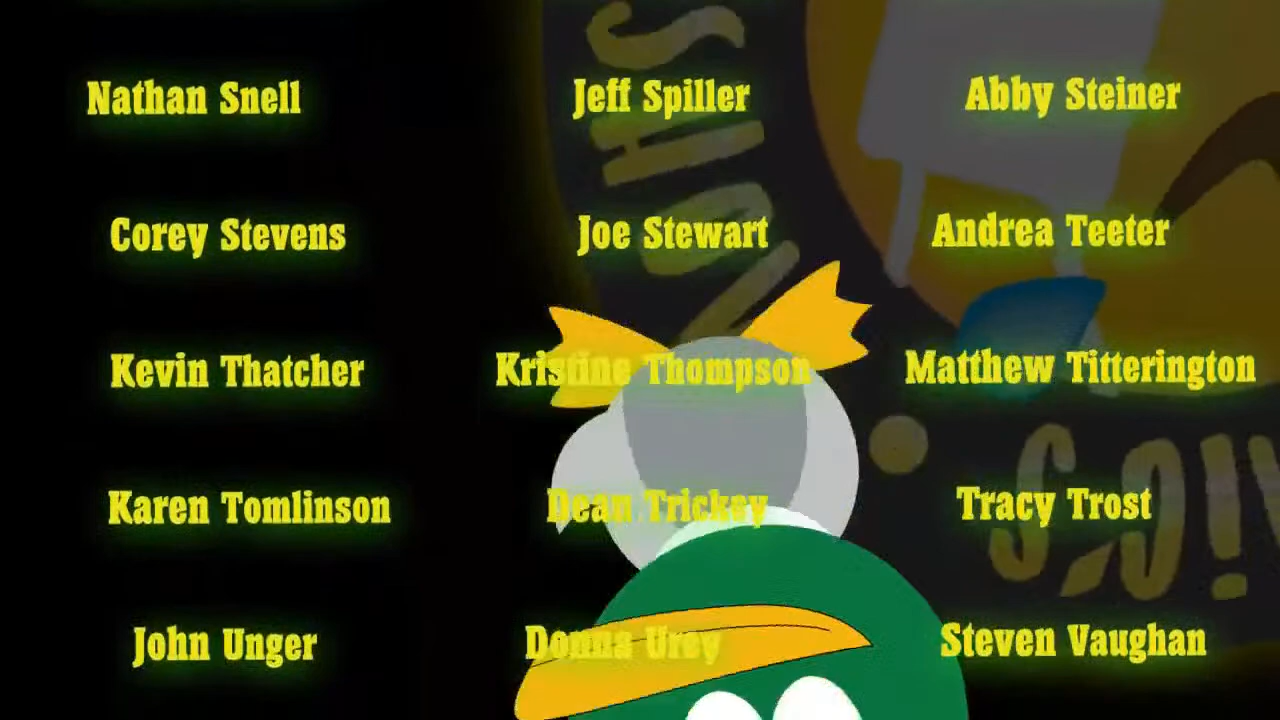 Nathan Snell Jeff Spiller Abby Steiner
Corey Stevens Joe Stewart Andrea Teeter
Kevin Thatcher Kristine Thompson Matthew Titterington
Karen Tomlinson Dean Trickey Tracy Trost
John Unger Donna Urey Steven Vaughan